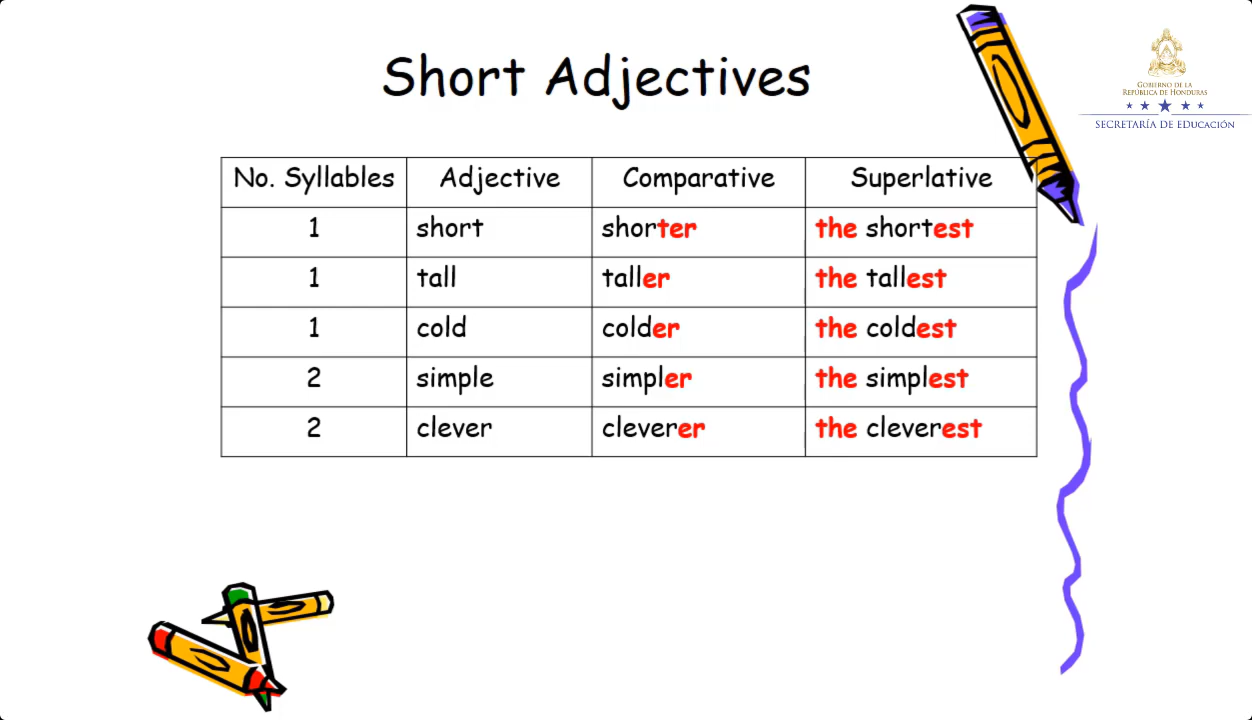 Short Adjectives
GOBIERNO DE LA
REPÚBLICA DE HONDURAS
SECRETARÍA DE EDUCACIÓN
No. Syllables Adjective Comparative Superlative
1 short shorter the shortest
1 tall taller the tallest
1 cold colder the coldest
2 simple simpler the simplest
2 clever cleverer the cleverest